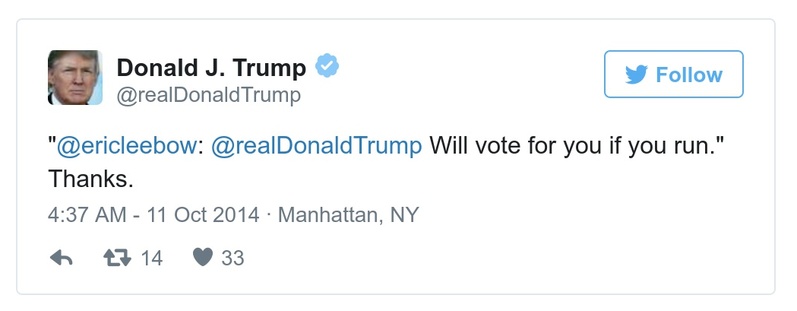 Donald J. Trump
Follow
@realDonaldTrump
"@ericleebow: @realDonaldTrump Will vote for you if you run."
Thanks.
4:37 AM - 11 Oct 2014 · Manhattan, NY
14 33